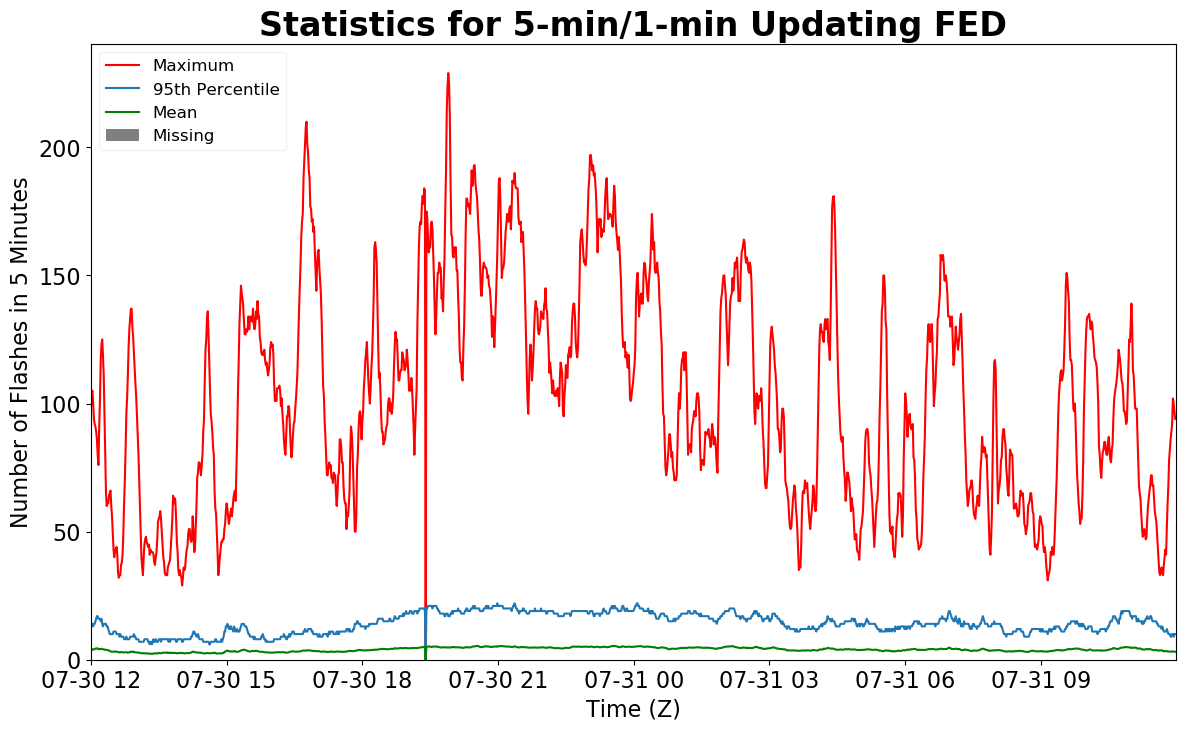 Statistics for 5-min/1-min Updating FED
Maximum
95th Percentile
Mean
Missing
Number of Flashes in 5 Minutes
200
150
100
50
0
07-30 12 07-30 15 07-30 18 07-30 21 07-31 00 07-31 03 07-31 06 07-31 09
Time (Z)